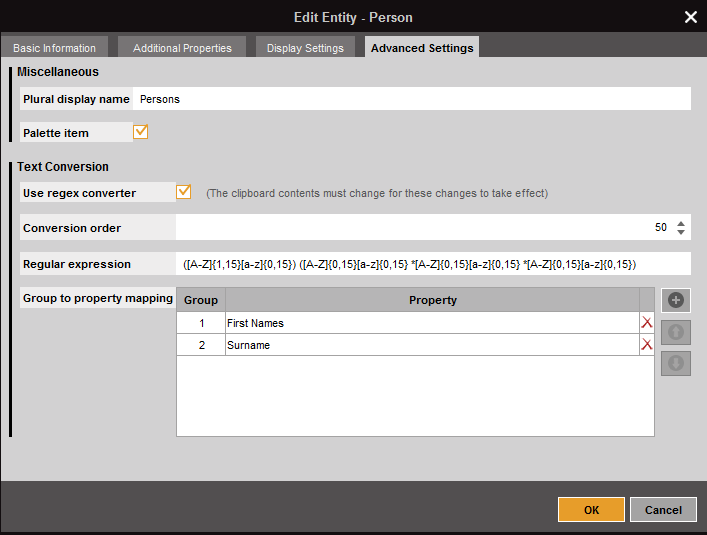 Edit Entity - Person
Basic Information Additional Properties Display Settings Advanced Settings
Miscellaneous
Plural display name Persons
Palette item
Text Conversion
Use regex converter (The clipboard contents must change for these changes to take effect)
Conversion order 50
Regular expression ([A-Z]{1,15}[a-z]{0,15}) ([A-Z]{0,15}[a-z]{0,15} *[A-Z]{0,15}[a-z]{0,15} *[A-Z]{0,15}[a-z]{0,15})
Group to property mapping Group Property
1 First Names
2 Surname
OK Cancel